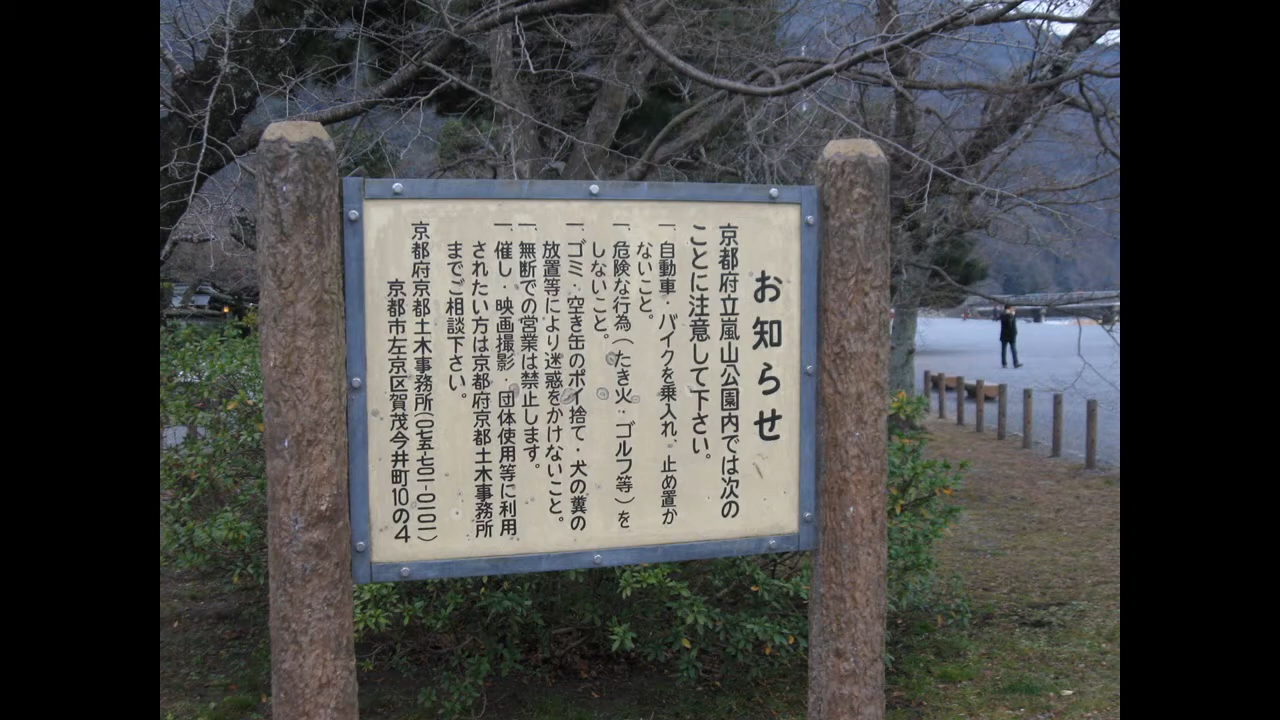 お知らせ
京都府立嵐山公園内では次の
ことに注意して下さい。
一、自動車・バイクを乗入れ、止め置か
ないこと。
一、危険な行為(たき火・ゴルフ等)を
しないこと。
一、ゴミ・空き缶のポイ捨て・犬の糞の
放置等により迷惑をかけないこと。
一、無断での営業は禁止します。
一、催し・映画撮影・団体使用等に利用
されたい方は京都府京都土木事務所
までご相談下さい。
京都府京都土木事務所(〇七五-七〇一-〇一〇一)
京都市左京区賀茂今井町10の4